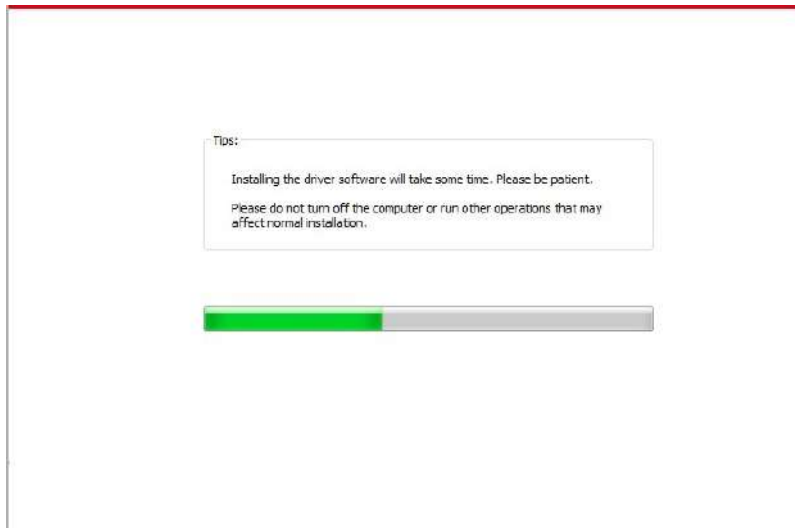 Tips:
Installing the driver software will take some time. Please be patient.
Please do not turn off the computer or run other operations that may
affect normal installation.